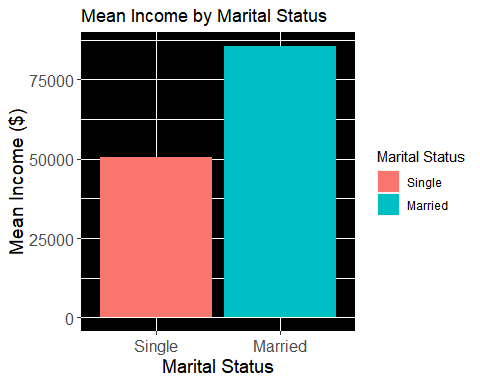 Mean Income by Marital Status
Mean Income ($)
75000
50000
25000
0
Single
Married
Marital Status
Marital Status
Single
Married